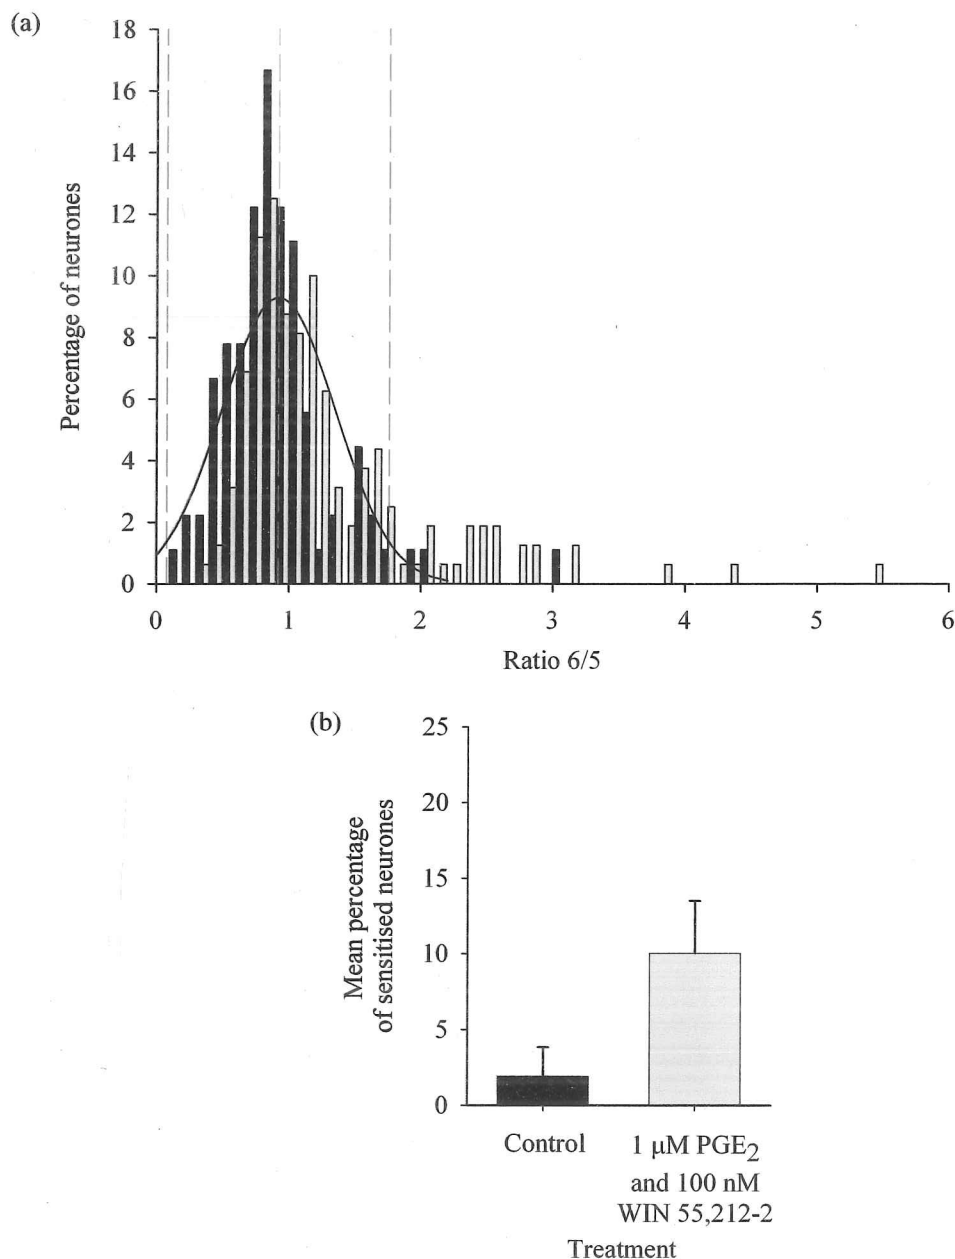 (a)
18
16
14
12
10
8
6
4
2
0
Percentage of neurones
0 1 2 3 4 5 6
Ratio 6/5
(b)
25
20
15
10
5
0
Mean percentage
of sensitised neurones
Control
1 μM PGE2
and 100 nM
WIN 55,212-2
Treatment